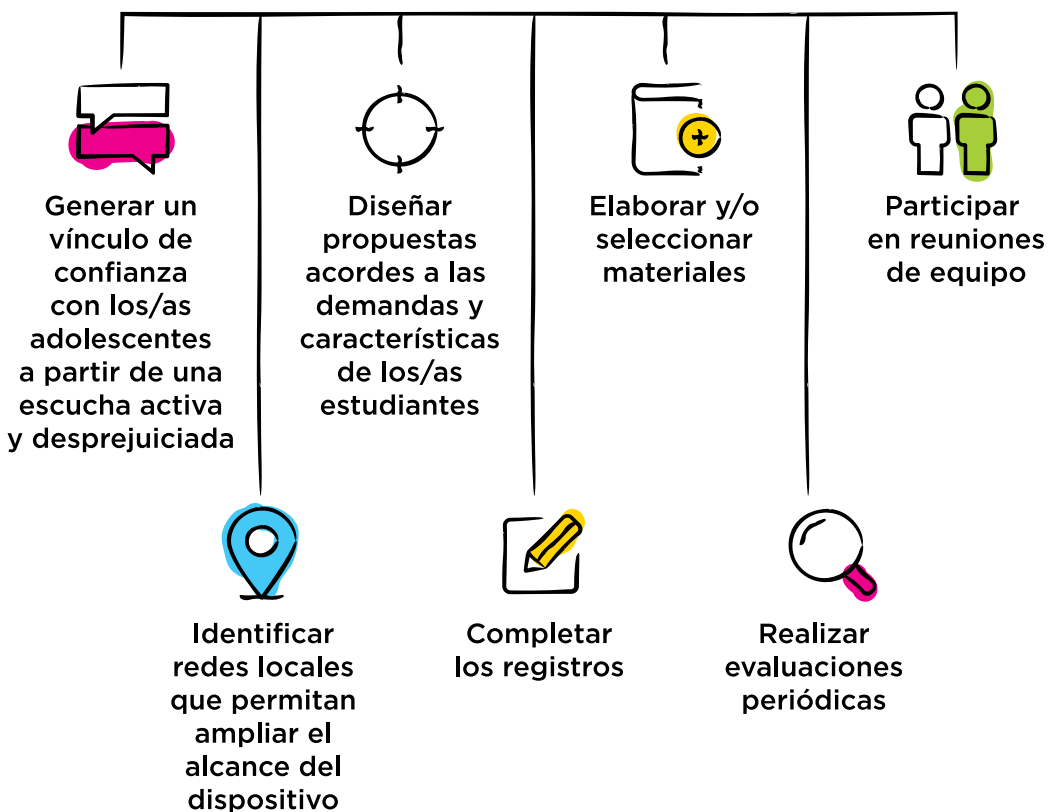 Generar un
vínculo de
confianza
con los/as
adolescentes
a partir de una
escucha activa
y desprejuiciada
Diseñar
propuestas
acordes a las
demandas y
características
de los/as
estudiantes
Elaborar y/o
seleccionar
materiales
Participar
en reuniones
de equipo
Identificar
redes locales
que permitan
ampliar el
alcance del
dispositivo
Completar
los registros
Realizar
evaluaciones
periódicas